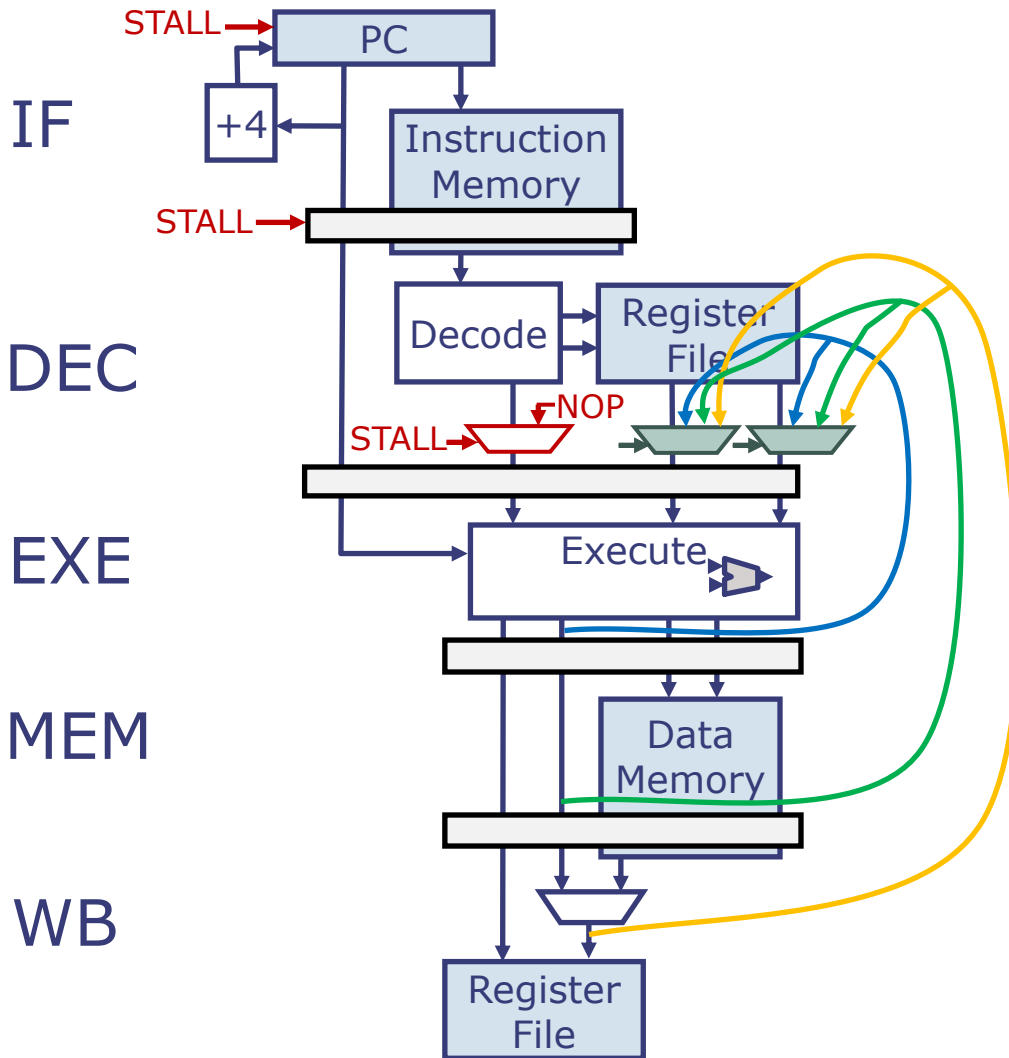 STALL
PC
IF
+4
Instruction
Memory
STALL
DEC
Decode
Register
File
NOP
STALL
EXE
Execute
MEM
Data
Memory
WB
Register
File